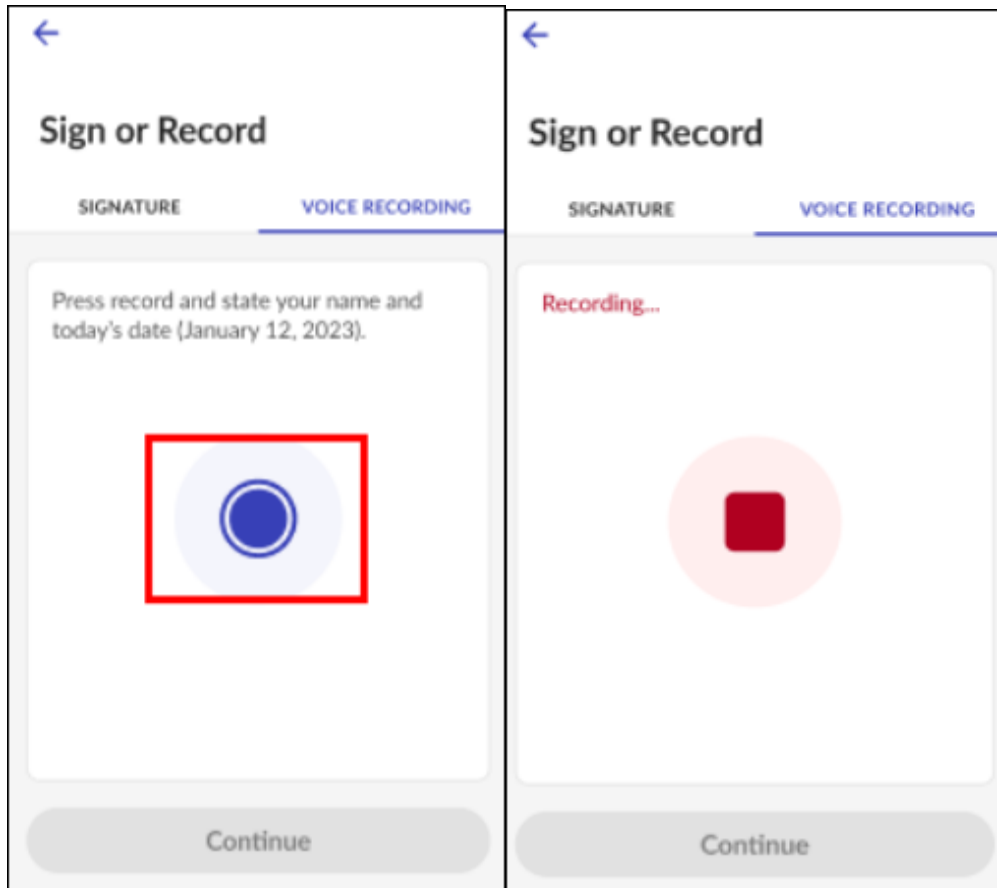 Sign or Record
SIGNATURE VOICE RECORDING
Press record and state your name and
today's date (January 12, 2023).
Continue
Sign or Record
SIGNATURE VOICE RECORDING
Recording...
Continue